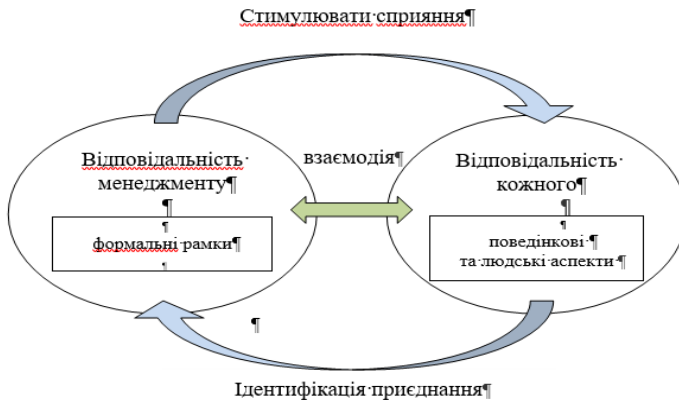 Стимулювати·сприяння¶
Відповідальність·
менеджменту¶
¶
¶
формальні·рамки¶
¶
взаємодія¶
Відповідальність·
кожного¶
¶
¶
поведінкові·¶
та·людські·аспекти·¶
¶
Ідентифікація·приєднання¶